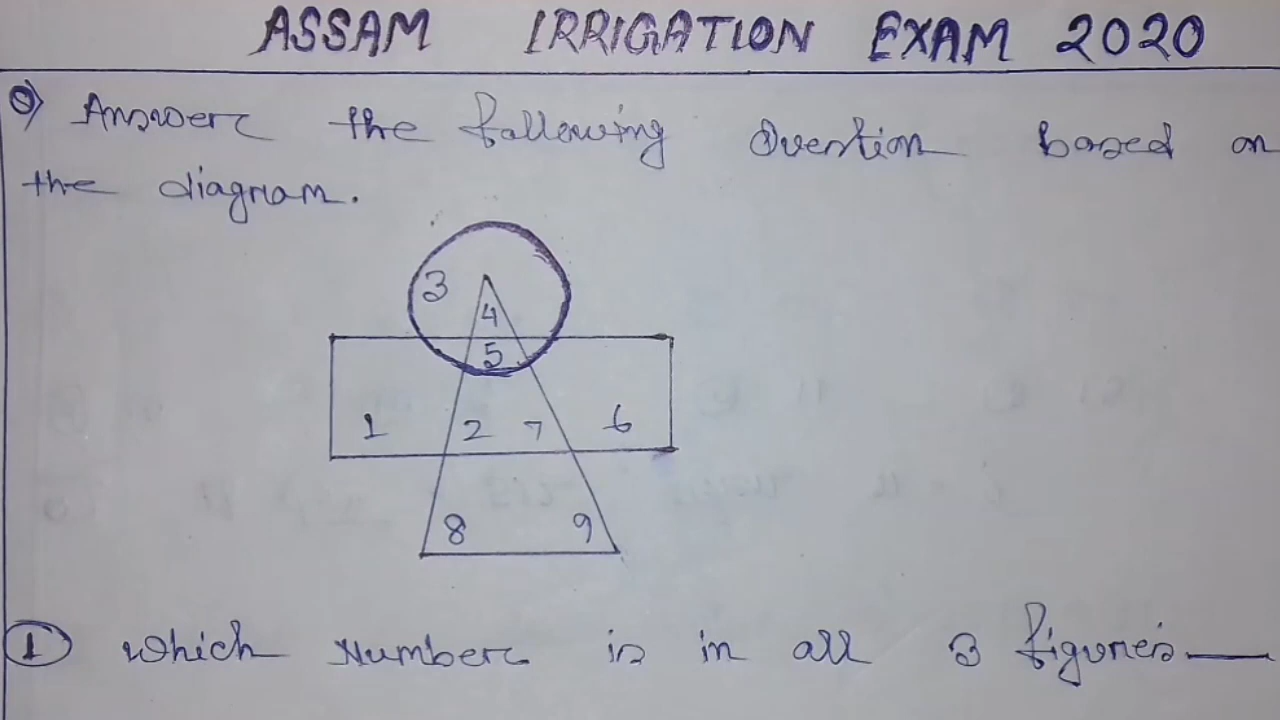 ASSAM IRRIGATION EXAM 2020
Q) Answer the following Question based on
the diagram.
3
4
5
1 2 7 6
8 9
1 which Number is in all 3 figures —